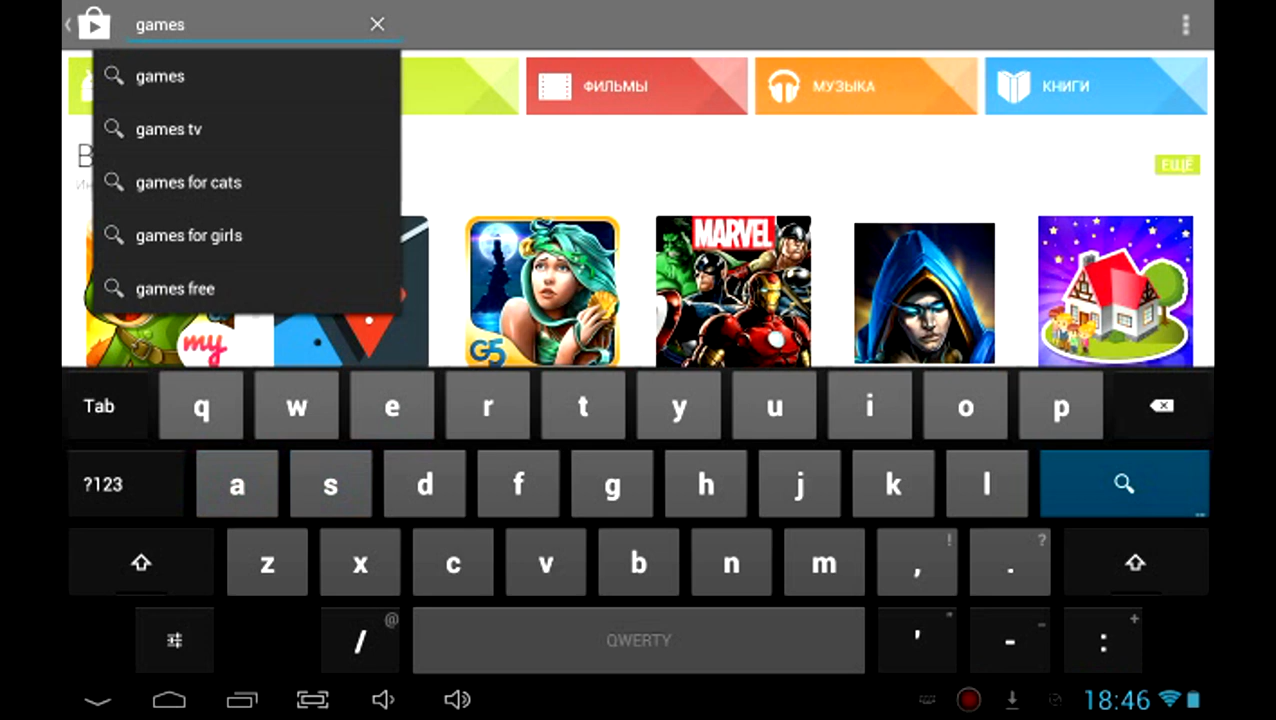 games
games
games tv
games for cats
games for girls
games free
ФИЛЬМЫ
МУЗЫКА
КНИГИ
В
ЕЩЁ
my
G5
MARVEL
Tab q w e r t y u i o p
?123 a s d f g h j k l
z x c v b n m , ! . ?
/ @ QWERTY ' " - _ : +
18:46